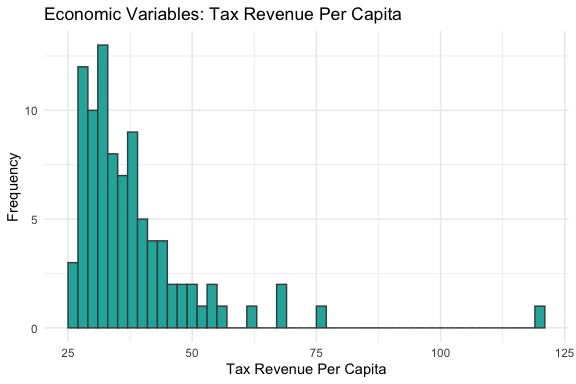 Economic Variables: Tax Revenue Per Capita
10
5
0
Frequency
25 50 75 100 125
Tax Revenue Per Capita